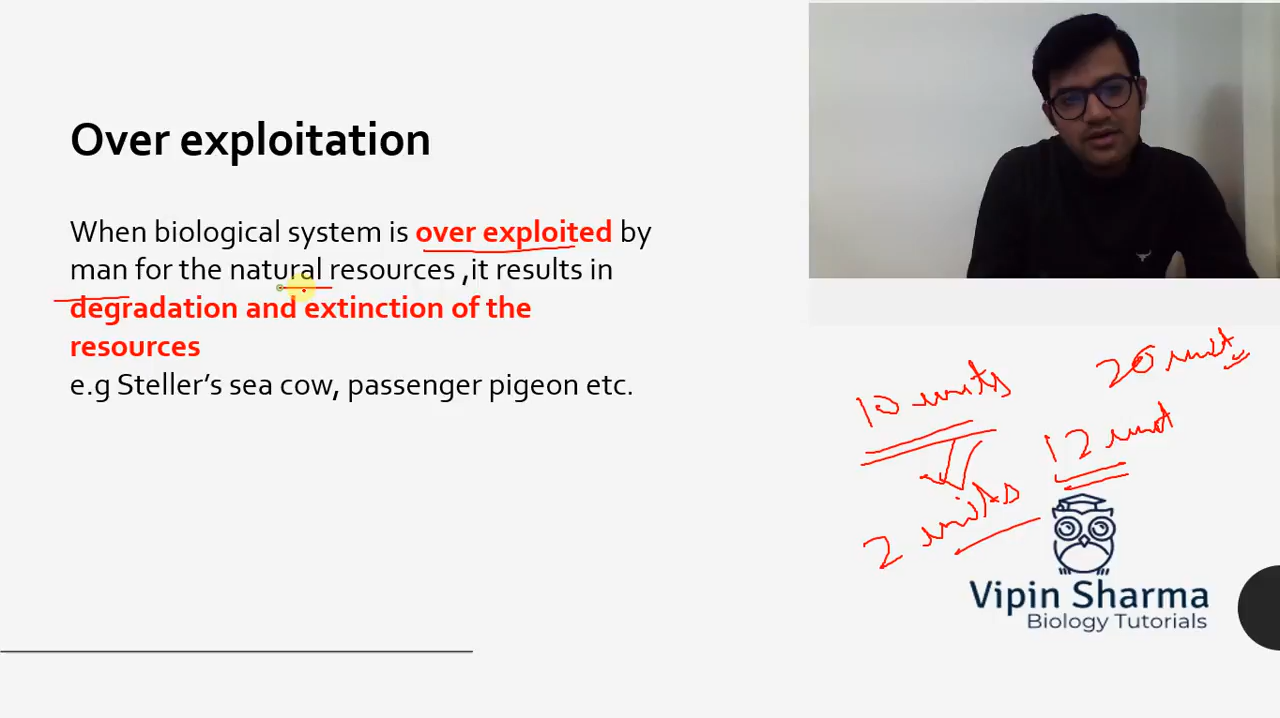 Over exploitation
When biological system is over exploited by
man for the natural resources ,it results in
degradation and extinction of the
resources
e.g Steller's sea cow, passenger pigeon etc.
10 units
20 unit
12 unit
2 units
Vipin Sharma
Biology Tutorials